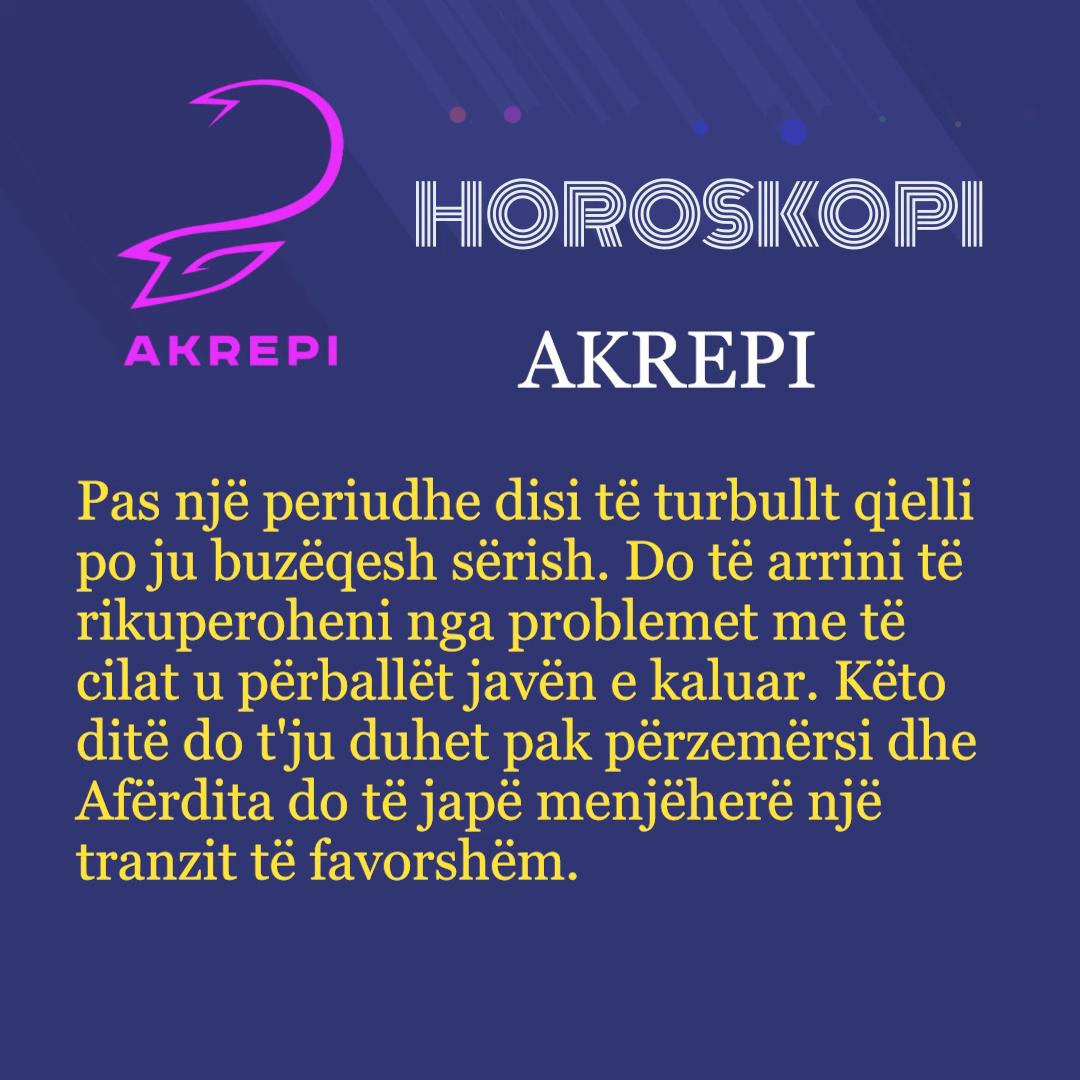 AKREPI
HOROSKOPI
AKREPI
Pas një periudhe disi të turbullt qielli
po ju buzëqesh sërish. Do të arrini të
rikuperoheni nga problemet me të
cilat u përballët javën e kaluar. Këto
ditë do t'ju duhet pak përzemërsi dhe
Afërdita do të japë menjëherë një
tranzit të favorshëm.